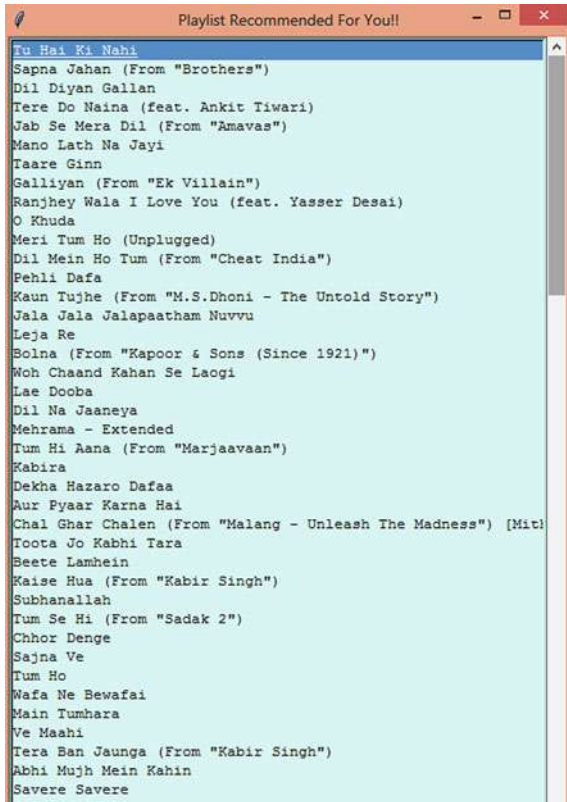 Playlist Recommended For You!!
Tu Hai Ki Nahi
Sapna Jahan (From "Brothers")
Dil Diyan Gallan
Tere Do Naina (feat. Ankit Tiwari)
Jab Se Mera Dil (From "Amavas")
Mano Lath Na Jayi
Taare Ginn
Galliyan (From "Ek Villain")
Ranjhey Wala I Love You (feat. Yasser Desai)
O Khuda
Meri Tum Ho (Unplugged)
Dil Mein Ho Tum (From "Cheat India")
Pehli Dafa
Kaun Tujhe (From "M.S.Dhoni - The Untold Story")
Jala Jala Jalapaatham Nuvvu
Leja Re
Bolna (From "Kapoor & Sons (Since 1921)")
Woh Chaand Kahan Se Laogi
Lae Dooba
Dil Na Jaaneya
Mehrama - Extended
Tum Hi Aana (From "Marjaavaan")
Kabira
Dekha Hazaro Dafaa
Aur Pyaar Karna Hai
Chal Ghar Chalen (From "Malang - Unleash The Madness") [Mith
Toota Jo Kabhi Tara
Beete Lamhein
Kaise Hua (From "Kabir Singh")
Subhanallah
Tum Se Hi (From "Sadak 2")
Chhor Denge
Sajna Ve
Tum Ho
Wafa Ne Bewafai
Main Tumhara
Ve Maahi
Tera Ban Jaunga (From "Kabir Singh")
Abhi Mujh Mein Kahin
Savere Savere